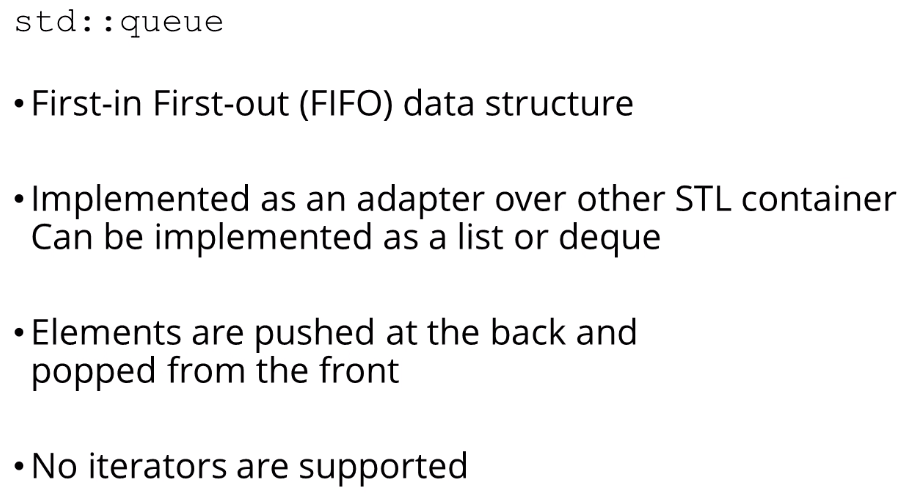 std::queue
• First-in First-out (FIFO) data structure
• Implemented as an adapter over other STL container
Can be implemented as a list or deque
• Elements are pushed at the back and
popped from the front
• No iterators are supported